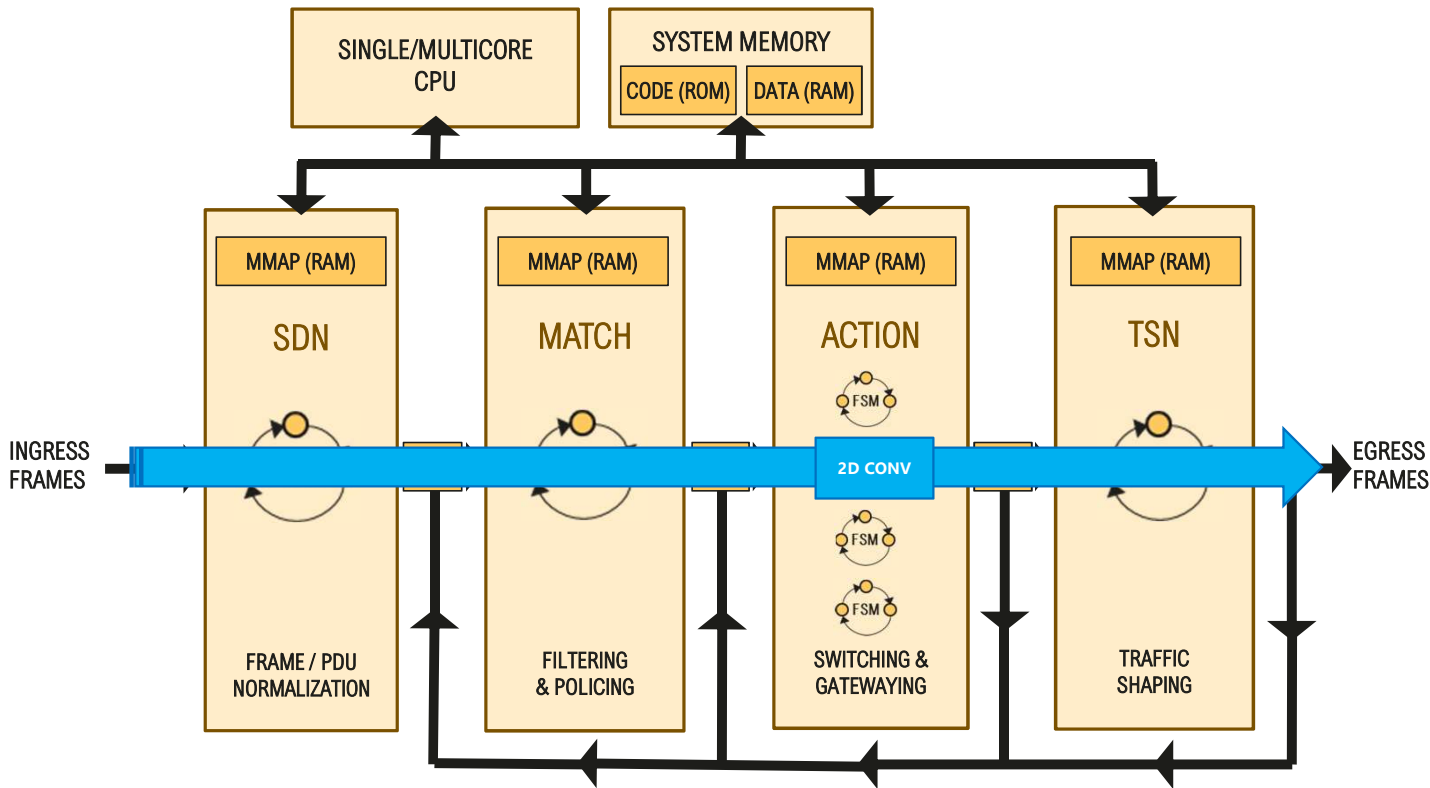 SINGLE/MULTICORE
CPU
SYSTEM MEMORY
CODE (ROM)
DATA (RAM)
MMAP (RAM)
MMAP (RAM)
MMAP (RAM)
MMAP (RAM)
SDN
MATCH
ACTION
TSN
FSM
INGRESS
FRAMES
2D CONV
EGRESS
FRAMES
FSM
FSM
FRAME / PDU
NORMALIZATION
FILTERING
& POLICING
SWITCHING &
GATEWAYING
TRAFFIC
SHAPING